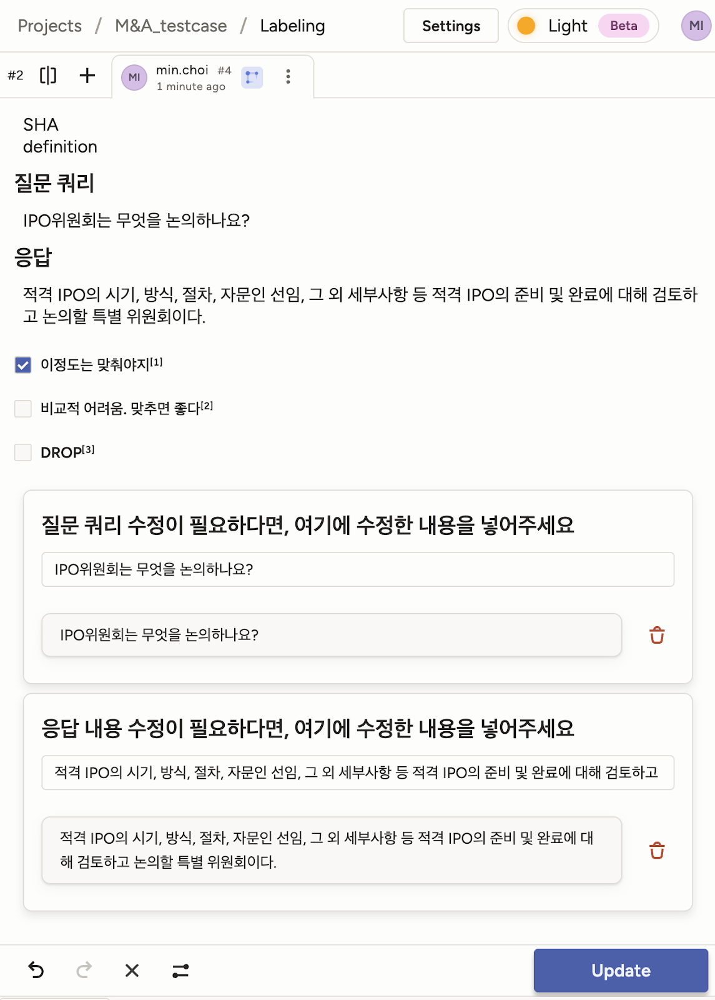 Projects / M&A_testcase / Labeling
Settings
Light
Beta
MI
#2
MI
min.choi #4
1 minute ago
SHA
definition
질문 쿼리
IPO위원회는 무엇을 논의하나요?
응답
적격 IPO의 시기, 방식, 절차, 자문인 선임, 그 외 세부사항 등 적격 IPO의 준비 및 완료에 대해 검토하
고 논의할 특별 위원회이다.
이정도는 맞춰야지[1]
비교적 어려움. 맞추면 좋다[2]
DROP[3]
질문 쿼리 수정이 필요하다면, 여기에 수정한 내용을 넣어주세요
IPO위원회는 무엇을 논의하나요?
IPO위원회는 무엇을 논의하나요?
응답 내용 수정이 필요하다면, 여기에 수정한 내용을 넣어주세요
적격 IPO의 시기, 방식, 절차, 자문인 선임, 그 외 세부사항 등 적격 IPO의 준비 및 완료에 대해 검토하고
적격 IPO의 시기, 방식, 절차, 자문인 선임, 그 외 세부사항 등 적격 IPO의 준비 및 완료에 대
해 검토하고 논의할 특별 위원회이다.
Update